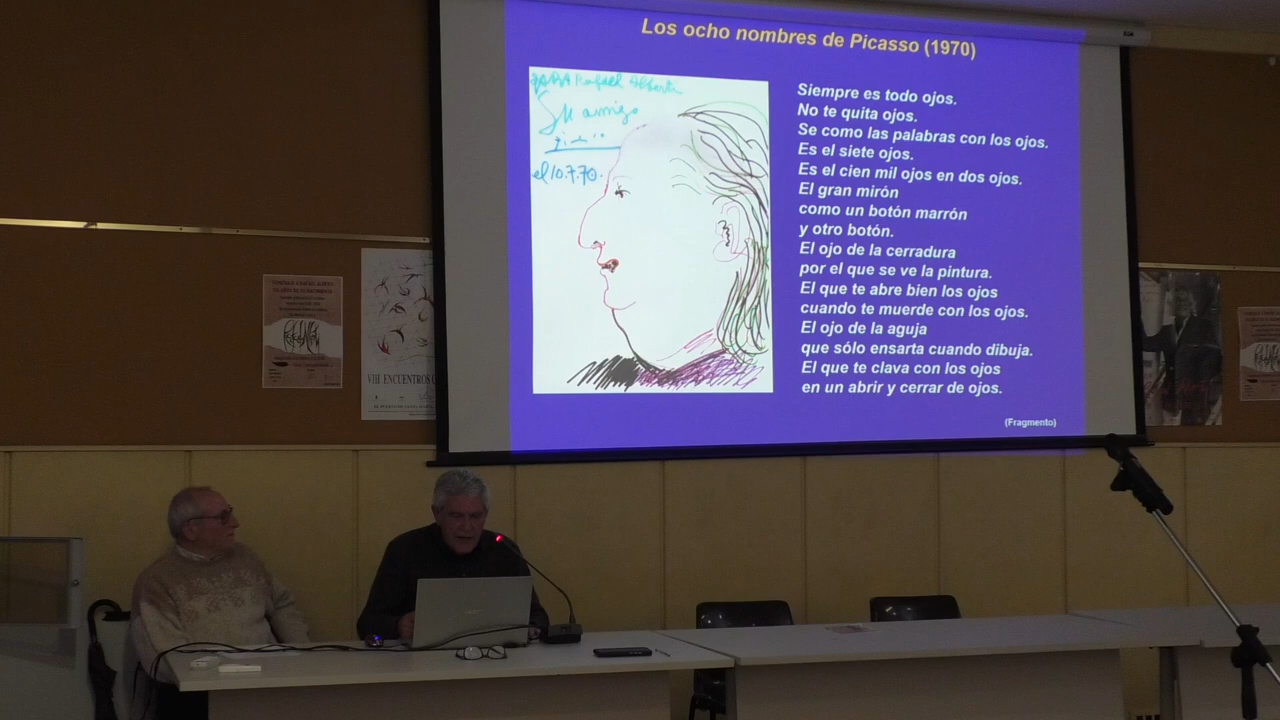 Los ocho nombres de Picasso (1970)
PARA Rafael Alberti
Su amigo
el 10.7.70.
Siempre es todo ojos.
No te quita ojos.
Se como las palabras con los ojos.
Es el siete ojos.
Es el cien mil ojos en dos ojos.
El gran mirón
como un botón marrón
y otro botón.
El ojo de la cerradura
por el que se ve la pintura.
El que te abre bien los ojos
cuando te muerde con los ojos.
El ojo de la aguja
que sólo ensarta cuando dibuja.
El que te clava con los ojos
en un abrir y cerrar de ojos.
(Fragmento)
HOMENAJE A RAFAEL ALBERTI
VIII ENCUENTROS
acer